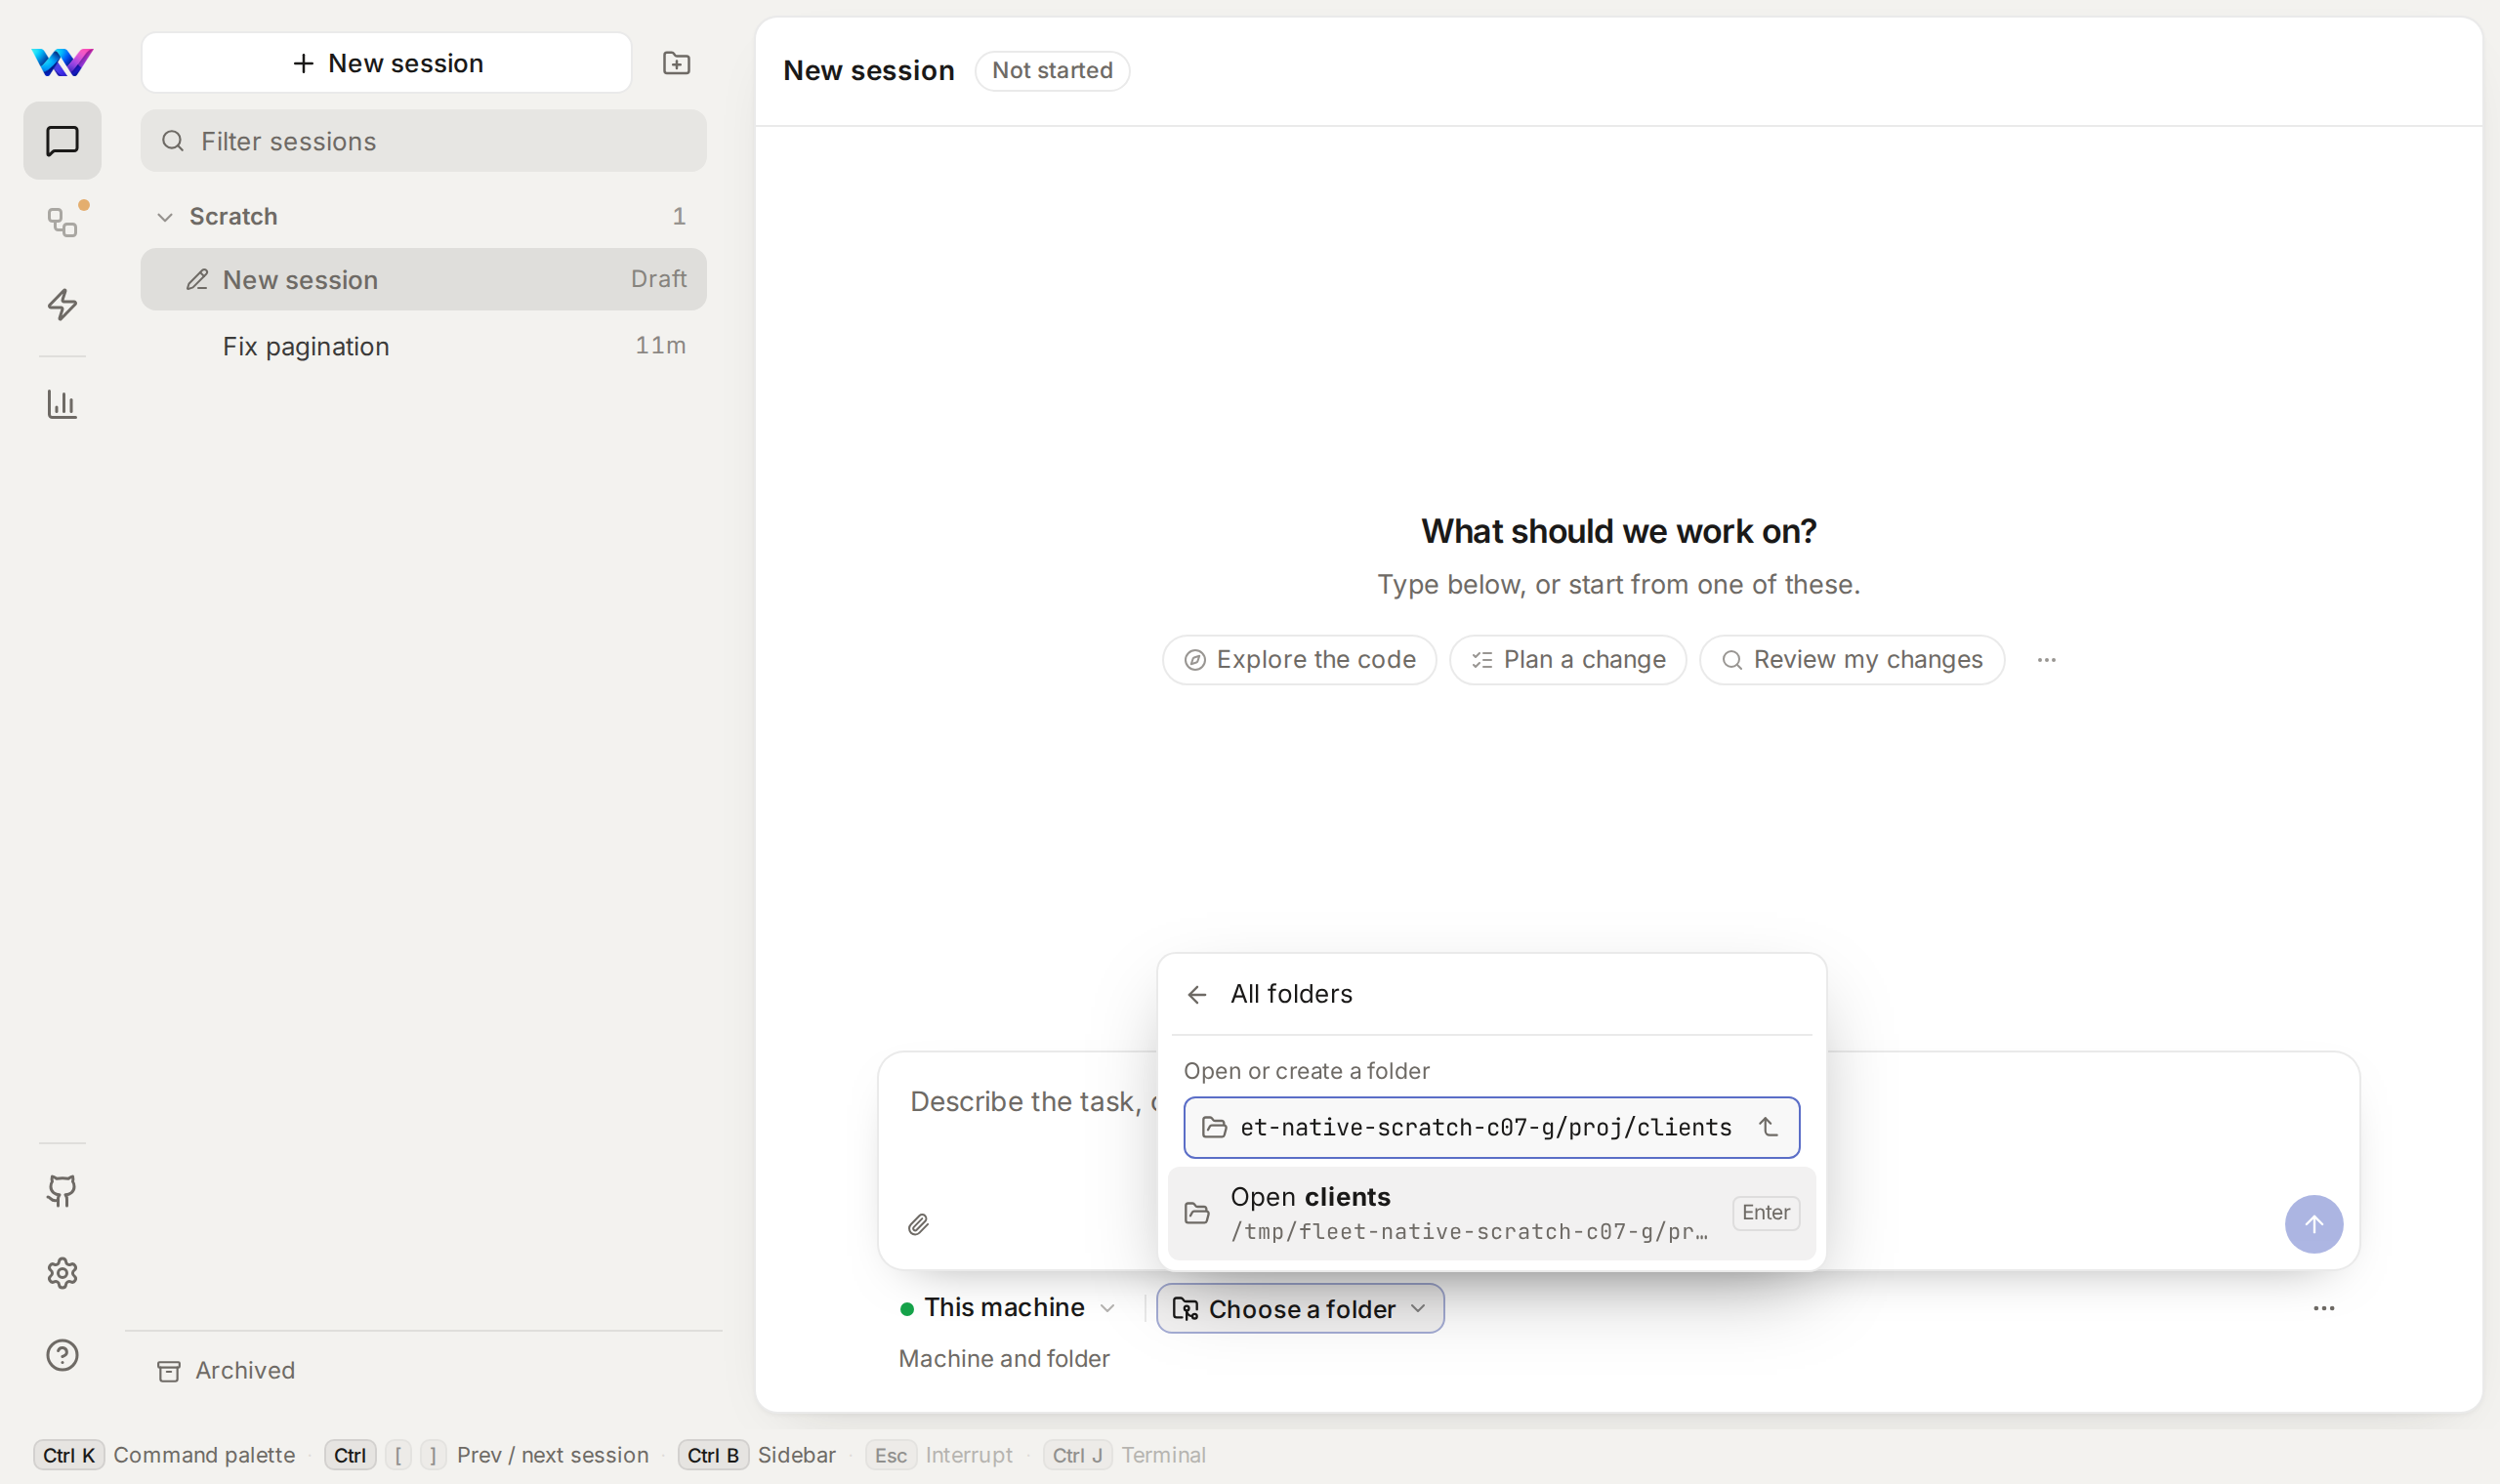 New session
Filter sessions
Scratch 1
New session Draft
Fix pagination 11m
Archived
New session Not started
What should we work on?
Type below, or start from one of these.
Explore the code Plan a change Review my changes
All folders
Open or create a folder
et-native-scratch-c07-g/proj/clients
Open clients
/tmp/fleet-native-scratch-c07-g/pr…
Enter
Describe the task,
This machine Choose a folder
Machine and folder
Ctrl K Command palette · Ctrl [ ] Prev / next session · Ctrl B Sidebar · Esc Interrupt · Ctrl J Terminal